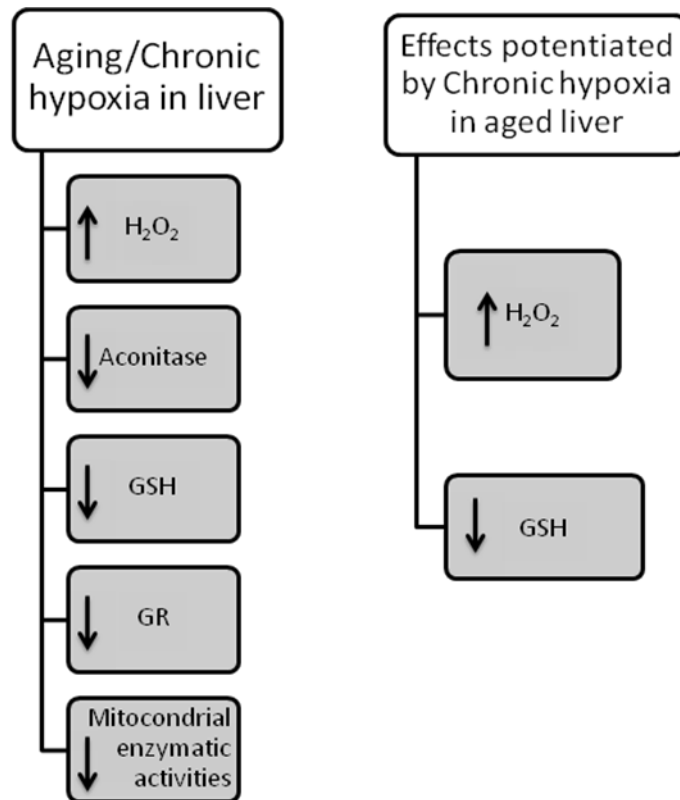 Aging/Chronic
hypoxia in liver
H₂O₂
Aconitase
GSH
GR
Mitocondrial
enzymatic
activities
Effects potentiated
by Chronic hypoxia
in aged liver
H₂O₂
GSH